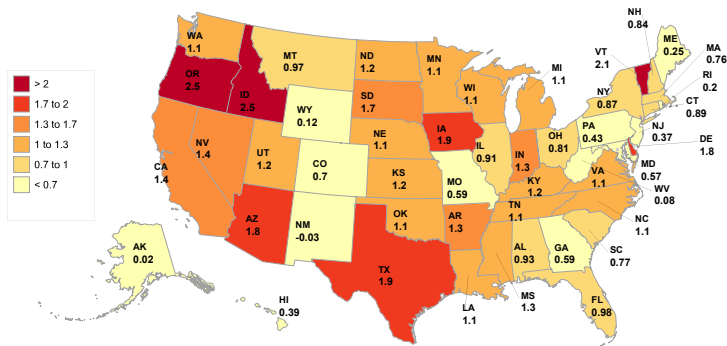 > 2
1.7 to 2
1.3 to 1.7
1 to 1.3
0.7 to 1
< 0.7
WA
1.1
OR
2.5
ID
2.5
MT
0.97
ND
1.2
MN
1.1
SD
1.7
WI
1.1
MI
1.1
WY
0.12
NV
1.4
CA
1.4
UT
1.2
CO
0.7
NE
1.1
IA
1.9
IL
0.91
IN
1.3
OH
0.81
PA
0.43
NY
0.87
VT
2.1
NH
0.84
ME
0.25
MA
0.76
RI
0.2
CT
0.89
NJ
0.37
DE
1.8
MD
0.57
WV
0.08
VA
1.1
KS
1.2
MO
0.59
KY
1.2
TN
1.1
NC
1.1
SC
0.77
AZ
1.8
NM
-0.03
OK
1.1
AR
1.3
TX
1.9
LA
1.1
MS
1.3
AL
0.93
GA
0.59
FL
0.98
AK
0.02
HI
0.39